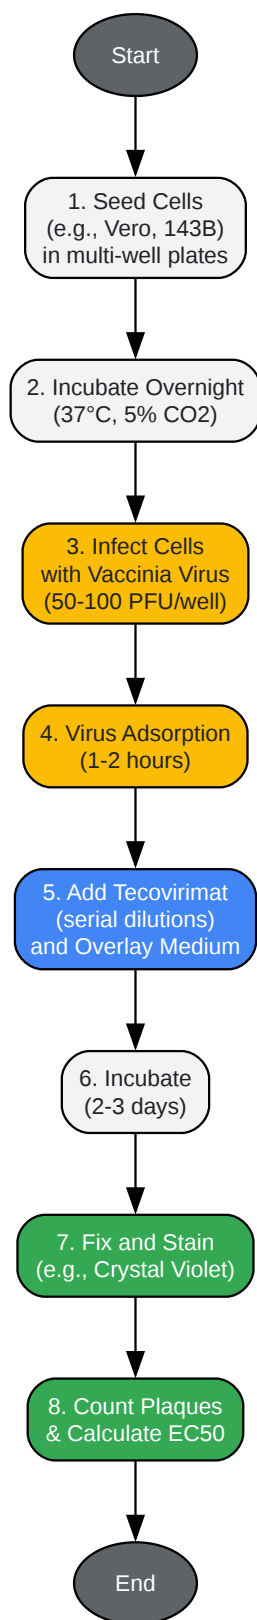 Start
1. Seed Cells
(e.g., Vero, 143B)
in multi-well plates
2. Incubate Overnight
(37°C, 5% CO2)
3. Infect Cells
with Vaccinia Virus
(50-100 PFU/well)
4. Virus Adsorption
(1-2 hours)
5. Add Tecovirimat
(serial dilutions)
and Overlay Medium
6. Incubate
(2-3 days)
7. Fix and Stain
(e.g., Crystal Violet)
8. Count Plaques
& Calculate EC50
End